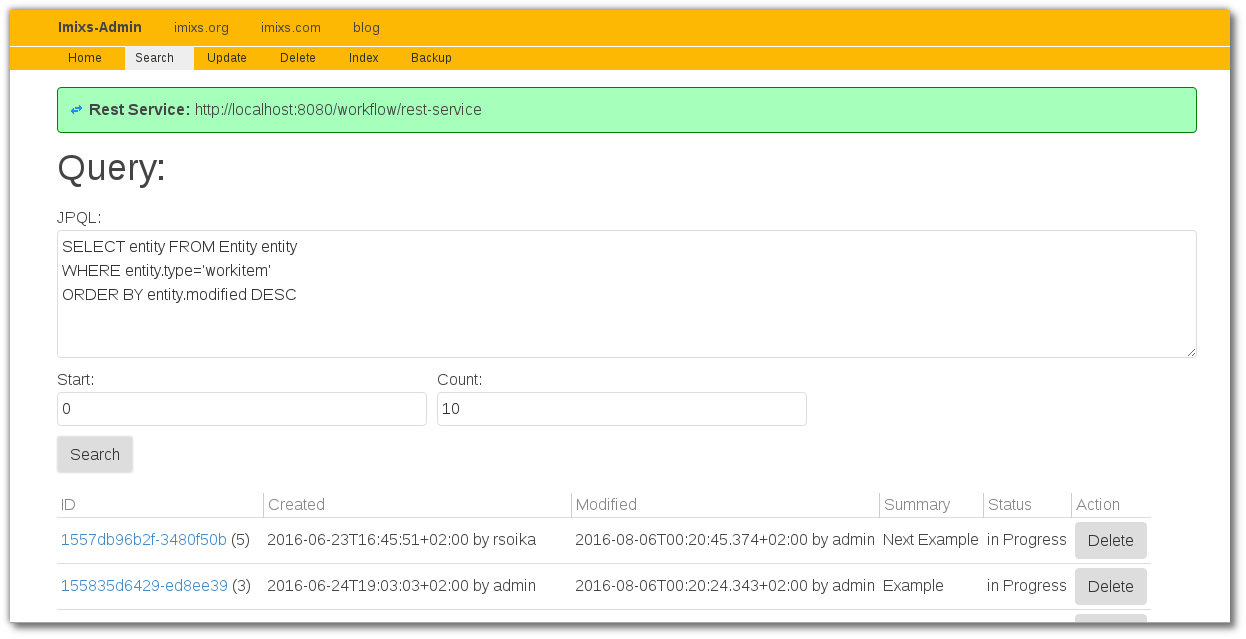 Imixs-Admin imixs.org imixs.com blog
Home Search Update Delete Index Backup
Rest Service: http://localhost:8080/workflow/rest-service
Query:
JPQL:
SELECT entity FROM Entity entity
WHERE entity.type='workitem'
ORDER BY entity.modified DESC
Start: Count:
0 10
Search
ID Created Modified Summary Status Action
1557db96b2f-3480f50b (5) 2016-06-23T16:45:51+02:00 by rsoika 2016-08-06T00:20:45.374+02:00 by admin Next Example in Progress Delete
155835d6429-ed8ee39 (3) 2016-06-24T19:03:03+02:00 by admin 2016-08-06T00:20:24.343+02:00 by admin Example in Progress Delete